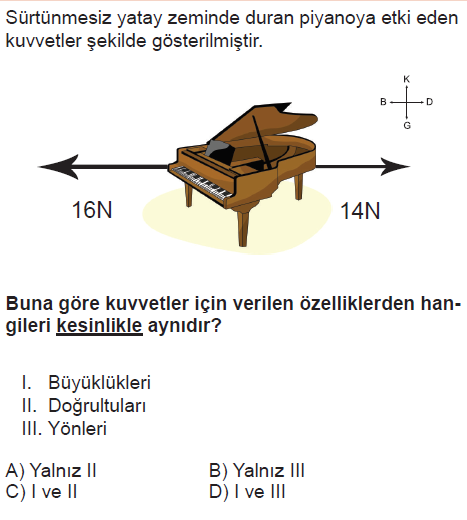 Sürtünmesiz yatay zeminde duran piyanoya etki eden
kuvvetler şekilde gösterilmiştir.
K
B D
G
16N 14N
Buna göre kuvvetler için verilen özelliklerden han-
gileri kesinlikle aynıdır?
I. Büyüklükleri
II. Doğrultuları
III. Yönleri
A) Yalnız II B) Yalnız III
C) I ve II D) I ve III